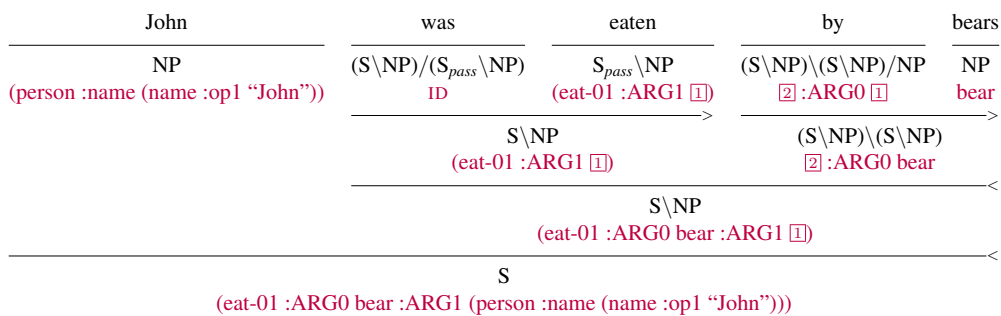 John was eaten by bears
NP (S\NP)/(S_pass\NP) S_pass\NP (S\NP)\(S\NP)/NP NP
(person :name (name :op1 “John”)) ID (eat-01 :ARG1 [1]) [2] :ARG0 [1] bear
> >
S\NP (S\NP)\(S\NP)
(eat-01 :ARG1 [1]) [2] :ARG0 bear
<
S\NP
(eat-01 :ARG0 bear :ARG1 [1])
<
S
(eat-01 :ARG0 bear :ARG1 (person :name (name :op1 “John”)))